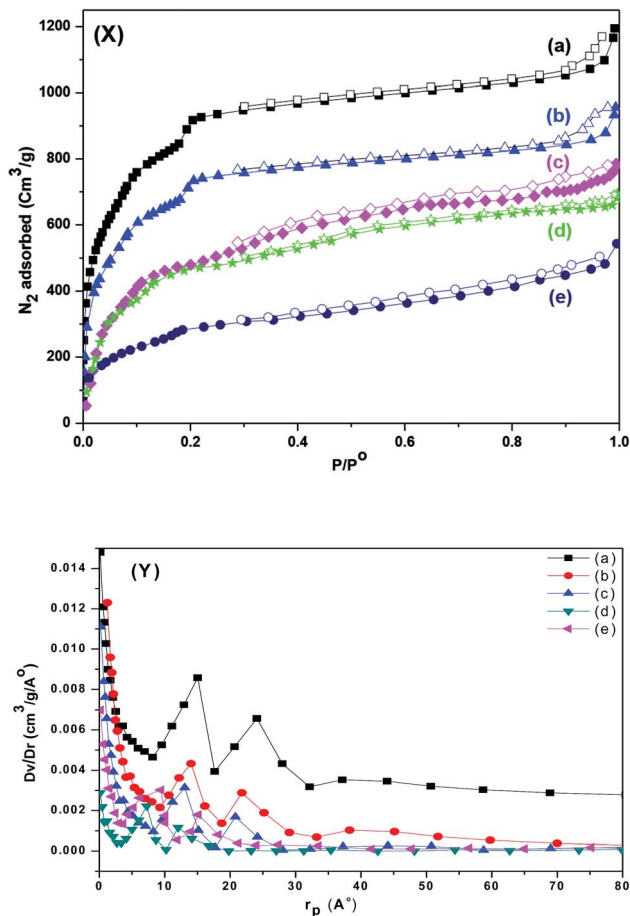 (X)
1200
1000
800
600
400
200
0
N2 adsorbed (Cm3/g)
(a)
(b)
(c)
(d)
(e)
0.0
0.2
0.4
0.6
0.8
1.0
P/Po
(Y)
0.014
0.012
0.010
0.008
0.006
0.004
0.002
0.000
Dv/Dr (cm3/g/Ao)
(a)
(b)
(c)
(d)
(e)
0
10
20
30
40
50
60
70
80
rp (A°)